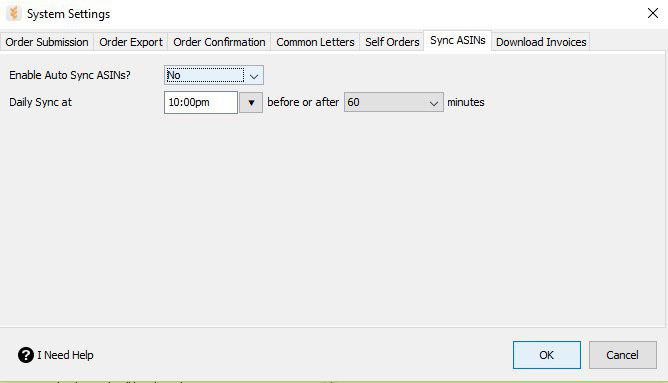 System Settings
Order Submission Order Export Order Confirmation Common Letters Self Orders Sync ASINs Download Invoices
Enable Auto Sync ASINs? No
Daily Sync at 10:00pm before or after 60 minutes
? I Need Help OK Cancel